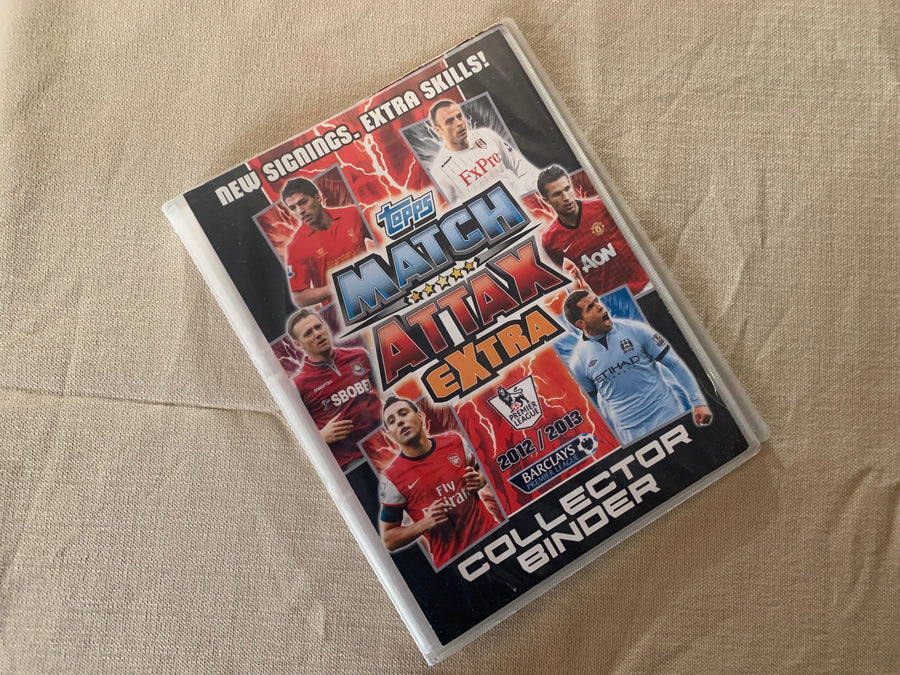 NEW SIGNINGS. EXTRA SKILLS!
FxPro
topps
MATCH
ATTAX
EXTRA
AON
SBOBET
ETIHAD
PREMIER
LEAGUE
2012/2013
BARCLAYS
PREMIER LEAGUE
Fly
Emirates
COLLECTOR
BINDER